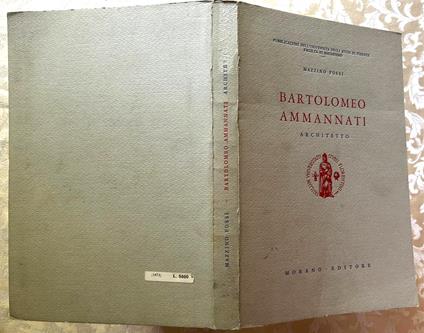 PUBBLICAZIONI DELL'UNIVERSITÀ DEGLI STUDI DI FIRENZE
FACOLTÀ DI MAGISTERO
MAZZINO FOSSI
BARTOLOMEO
AMMANNATI
ARCHITETTO
MORANO - EDITORE
MAZZINO FOSSI - BARTOLOMEO AMMANNATI ARCHITETTO
L. 6000